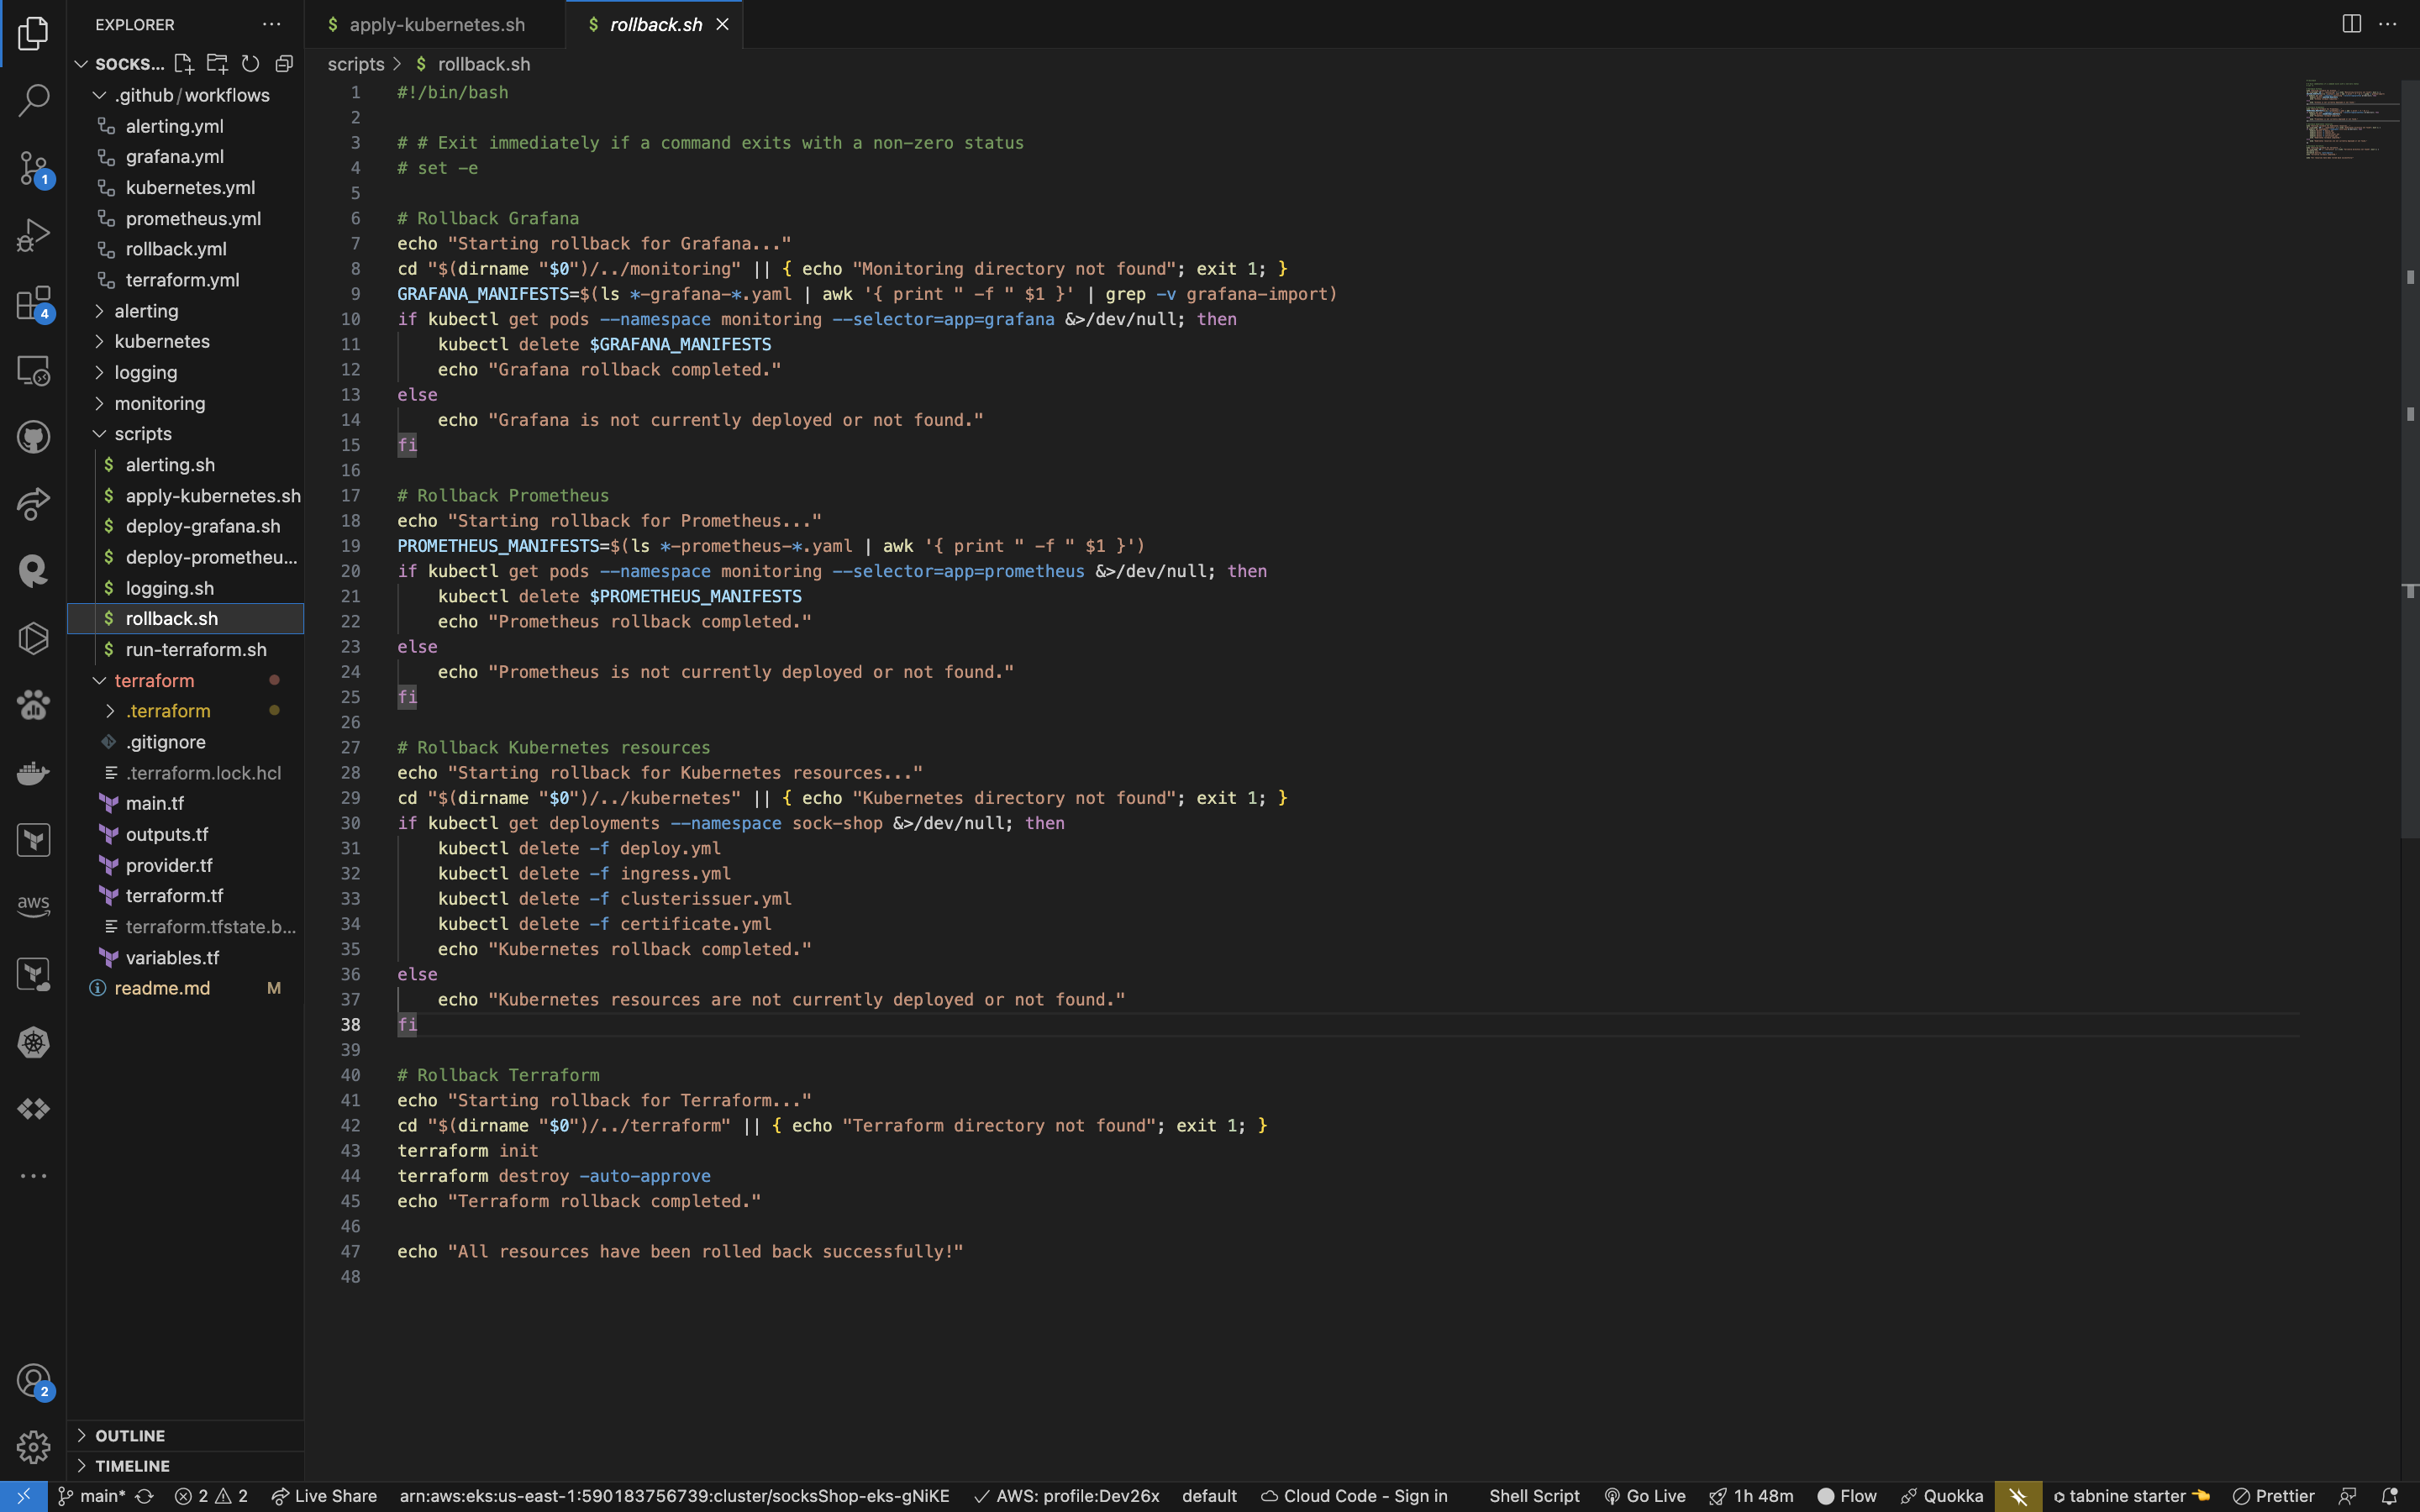 EXPLORER
SOCKS...
.github/workflows
alerting.yml
grafana.yml
kubernetes.yml
prometheus.yml
rollback.yml
terraform.yml
alerting
kubernetes
logging
monitoring
scripts
$ alerting.sh
$ apply-kubernetes.sh
$ deploy-grafana.sh
$ deploy-prometheu...
$ logging.sh
$ rollback.sh
$ run-terraform.sh
terraform
.terraform
.gitignore
.terraform.lock.hcl
main.tf
outputs.tf
provider.tf
terraform.tf
terraform.tfstate.b...
variables.tf
readme.md M
OUTLINE
TIMELINE
1
4
aws
2
$ apply-kubernetes.sh
$ rollback.sh
scripts > $ rollback.sh
1 #!/bin/bash
2
3 # # Exit immediately if a command exits with a non-zero status
4 # set -e
5
6 # Rollback Grafana
7 echo "Starting rollback for Grafana..."
8 cd "$(dirname "$0")/../monitoring" || { echo "Monitoring directory not found"; exit 1; }
9 GRAFANA_MANIFESTS=$(ls *-grafana-*.yaml | awk '{ print " -f " $1 }' | grep -v grafana-import)
10 if kubectl get pods --namespace monitoring --selector=app=grafana &>/dev/null; then
11     kubectl delete $GRAFANA_MANIFESTS
12     echo "Grafana rollback completed."
13 else
14     echo "Grafana is not currently deployed or not found."
15 fi
16
17 # Rollback Prometheus
18 echo "Starting rollback for Prometheus..."
19 PROMETHEUS_MANIFESTS=$(ls *-prometheus-*.yaml | awk '{ print " -f " $1 }')
20 if kubectl get pods --namespace monitoring --selector=app=prometheus &>/dev/null; then
21     kubectl delete $PROMETHEUS_MANIFESTS
22     echo "Prometheus rollback completed."
23 else
24     echo "Prometheus is not currently deployed or not found."
25 fi
26
27 # Rollback Kubernetes resources
28 echo "Starting rollback for Kubernetes resources..."
29 cd "$(dirname "$0")/../kubernetes" || { echo "Kubernetes directory not found"; exit 1; }
30 if kubectl get deployments --namespace sock-shop &>/dev/null; then
31     kubectl delete -f deploy.yml
32     kubectl delete -f ingress.yml
33     kubectl delete -f clusterissuer.yml
34     kubectl delete -f certificate.yml
35     echo "Kubernetes rollback completed."
36 else
37     echo "Kubernetes resources are not currently deployed or not found."
38 fi
39
40 # Rollback Terraform
41 echo "Starting rollback for Terraform..."
42 cd "$(dirname "$0")/../terraform" || { echo "Terraform directory not found"; exit 1; }
43 terraform init
44 terraform destroy -auto-approve
45 echo "Terraform rollback completed."
46
47 echo "All resources have been rolled back successfully!"
48
main* 2 2 Live Share arn:aws:eks:us-east-1:590183756739:cluster/socksShop-eks-gNiKE AWS: profile:Dev26x default Cloud Code - Sign in Shell Script Go Live 1h 48m Flow Quokka tabnine starter Prettier